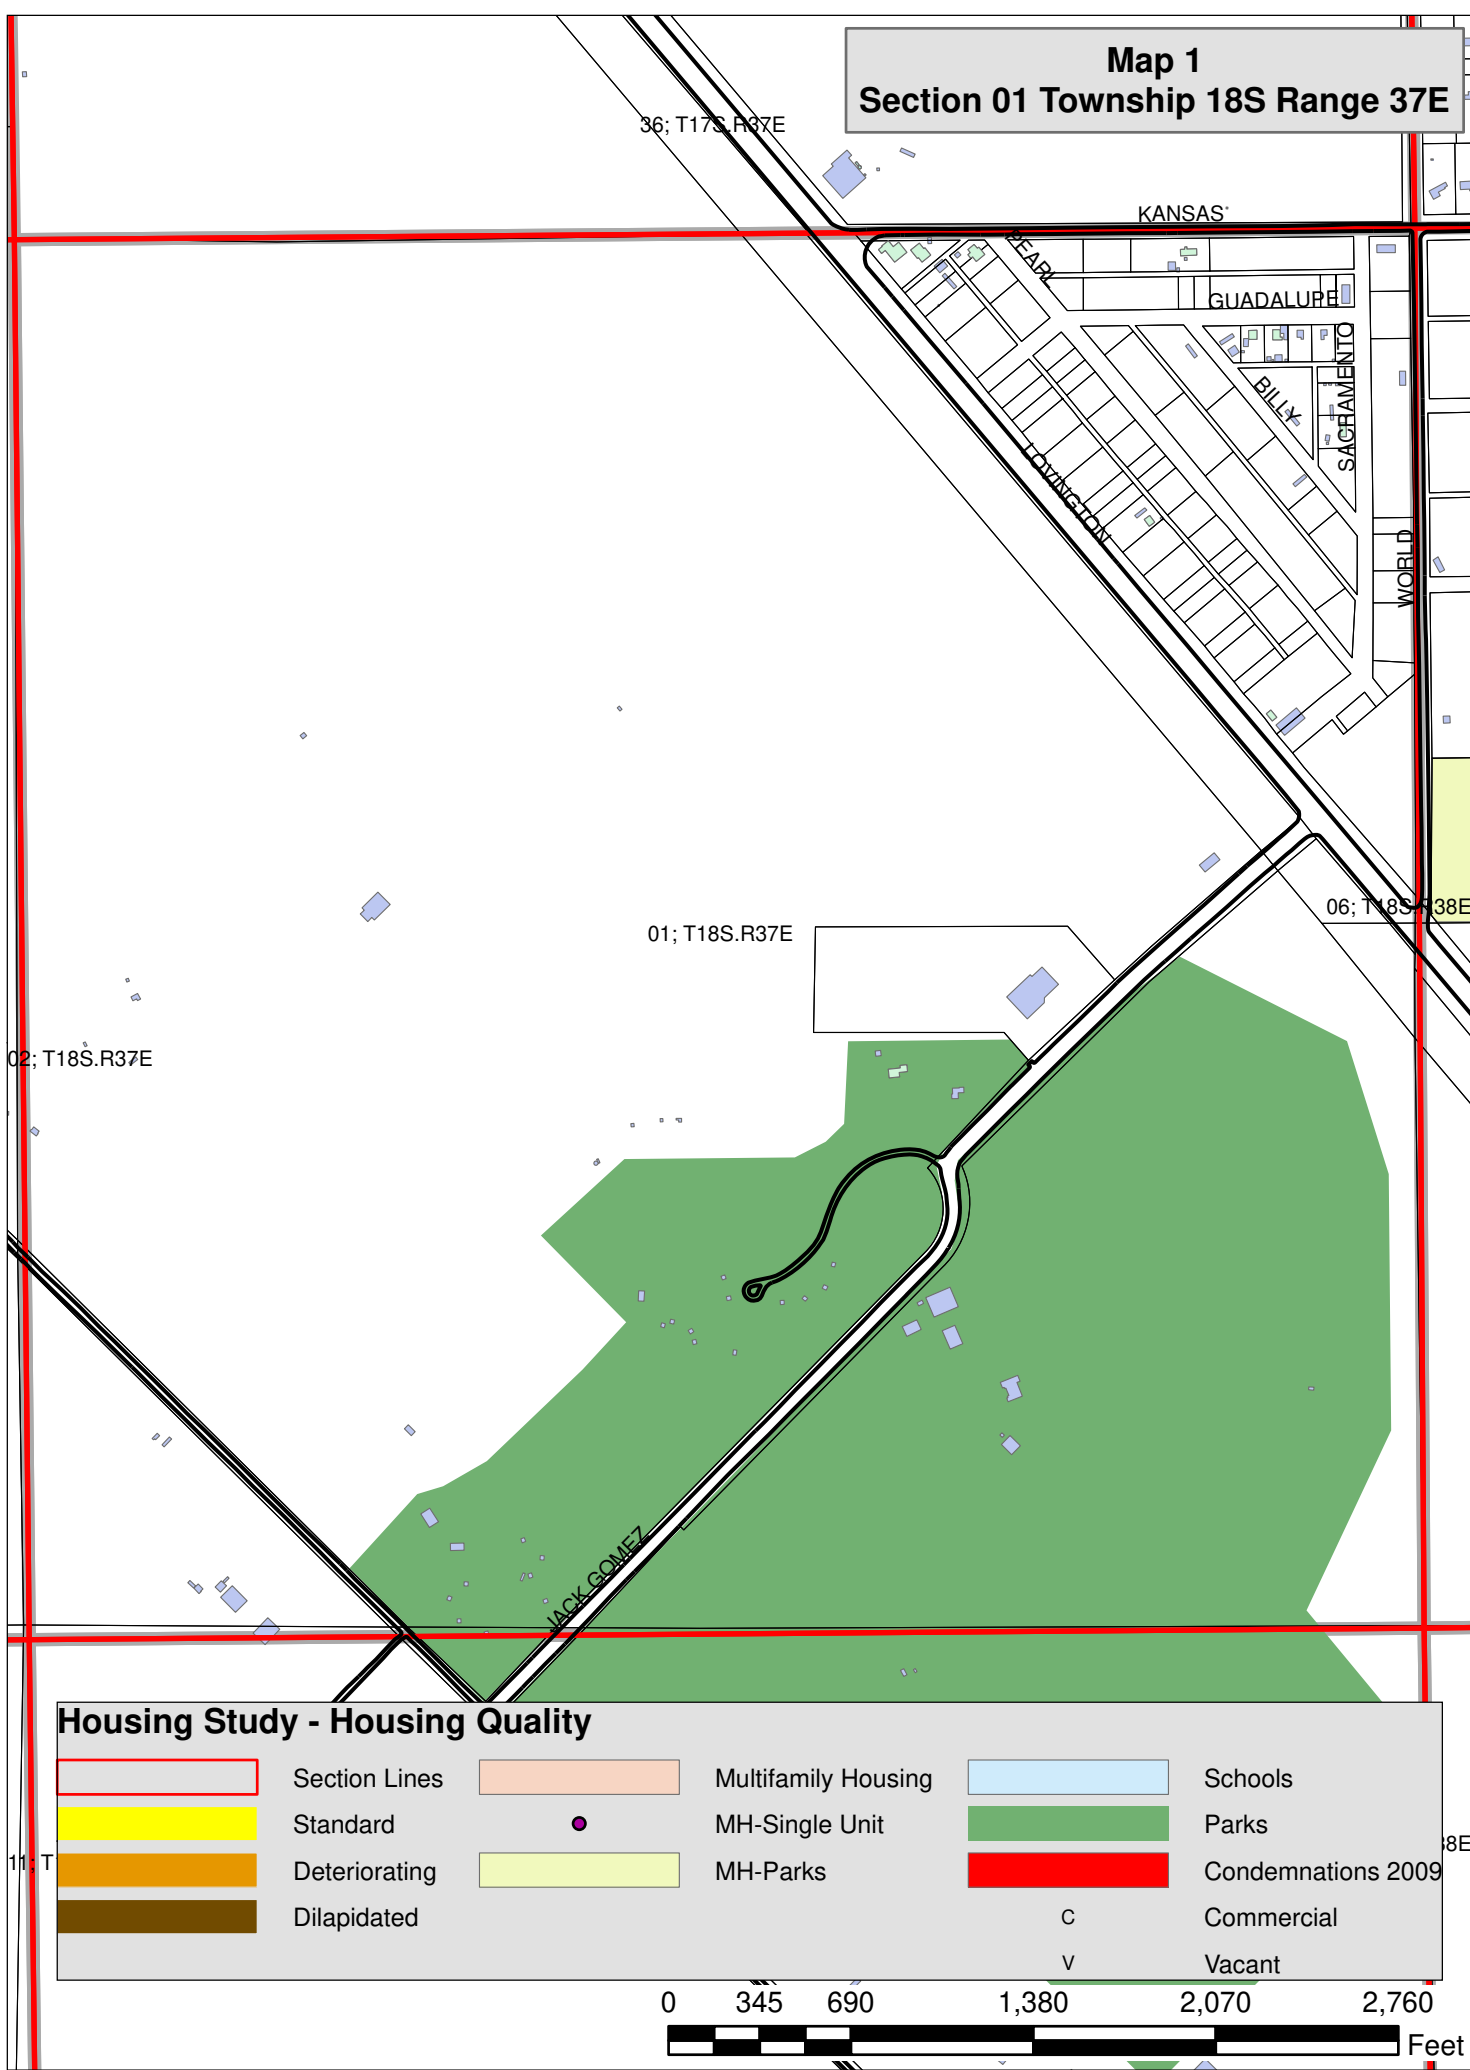 Map 1
Section 01 Township 18S Range 37E
36; T17S.R37E
KANSAS
PEARL
GUADALUPE
SACRAMENTO
BILLY
LOVINGTON
WORLD
06; T18S.R38E
01; T18S.R37E
02; T18S.R37E
JACK GOMEZ
Housing Study - Housing Quality
Section Lines
Multifamily Housing
Schools
Standard
MH-Single Unit
Parks
11; T
38E
Deteriorating
MH-Parks
Condemnations 2009
Dilapidated
C
Commercial
V
Vacant
0 345 690 1,380 2,070 2,760
Feet